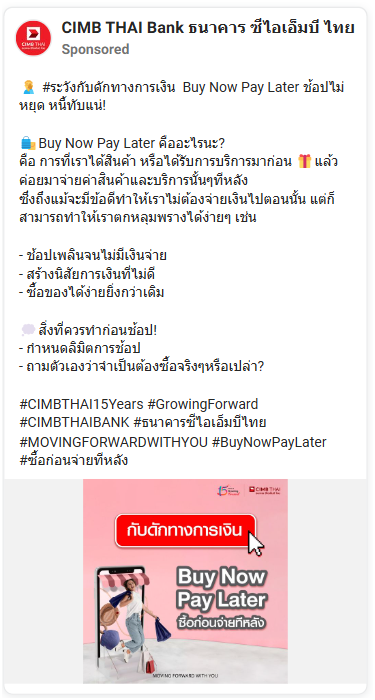 CIMB THAI Bank ธนาคาร ซีไอเอ็มบี ไทย
Sponsored
#ระวังกับดักทางการเงิน Buy Now Pay Later ช้อปไม่
หยุด หนี้ทับแน่!
Buy Now Pay Later คืออะไรนะ?
คือ การที่เราได้สินค้า หรือได้รับการบริการมาก่อน 🎁 แล้ว
ค่อยมาจ่ายค่าสินค้าและบริการนั้นๆทีหลัง
ซึ่งถึงแม้จะมีข้อดีทำให้เราไม่ต้องจ่ายเงินไปตอนนั้น แต่ก็
สามารถทำให้เราตกหลุมพรางได้ง่ายๆ เช่น
- ช้อปเพลินจนไม่มีเงินจ่าย
- สร้างนิสัยการเงินที่ไม่ดี
- ซื้อของได้ง่ายยิ่งกว่าเดิม
💭 สิ่งที่ควรทำก่อนช้อป!
- กำหนดลิมิตการช้อป
- ถามตัวเองว่าจำเป็นต้องซื้อจริงๆหรือเปล่า?
#CIMBTHAI15Years #GrowingForward
#CIMBTHAIBANK #ธนาคารซีไอเอ็มบีไทย
#MOVINGFORWARDWITHYOU #BuyNowPayLater
#ซื้อก่อนจ่ายทีหลัง
CIMB THAI
กับดักทางการเงิน
Buy Now
Pay Later
ซื้อก่อนจ่ายทีหลัง
MOVING FORWARD WITH YOU